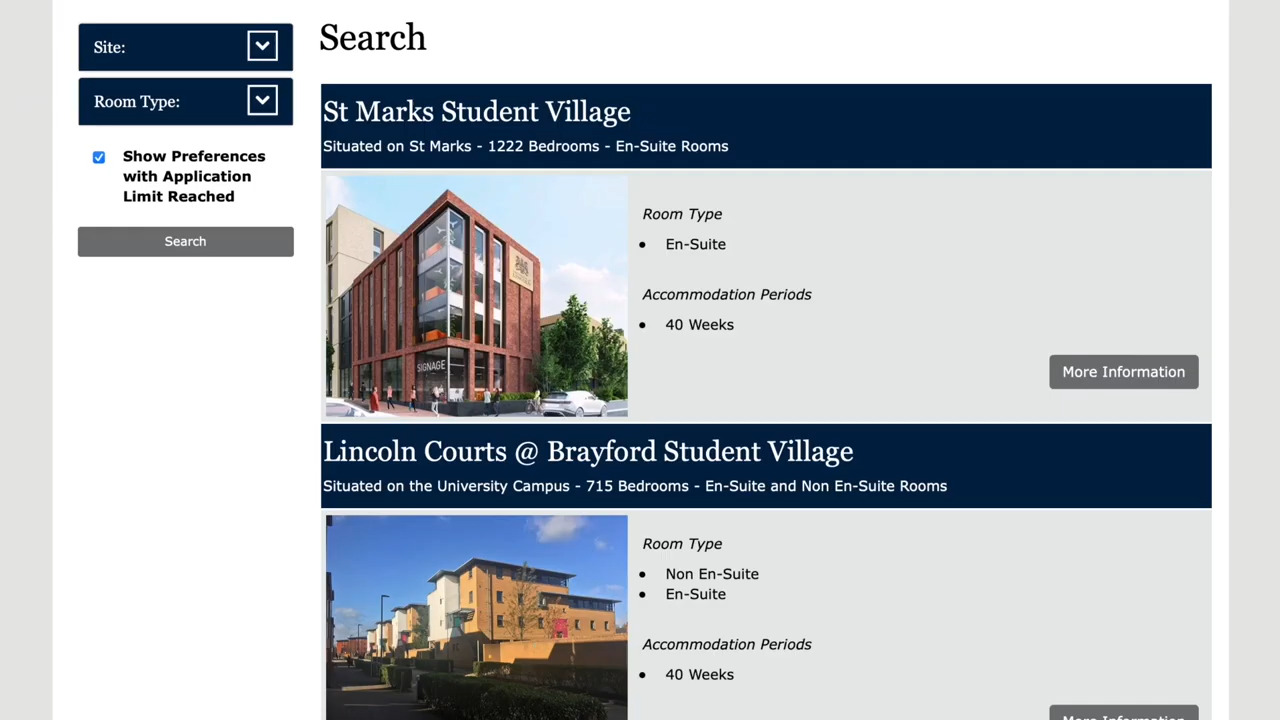 Site:
Room Type:
Show Preferences
with Application
Limit Reached
Search
Search
St Marks Student Village
Situated on St Marks - 1222 Bedrooms - En-Suite Rooms
SIGNAGE
Room Type
En-Suite
Accommodation Periods
40 Weeks
More Information
Lincoln Courts @ Brayford Student Village
Situated on the University Campus - 715 Bedrooms - En-Suite and Non En-Suite Rooms
Room Type
Non En-Suite
En-Suite
Accommodation Periods
40 Weeks
More Information